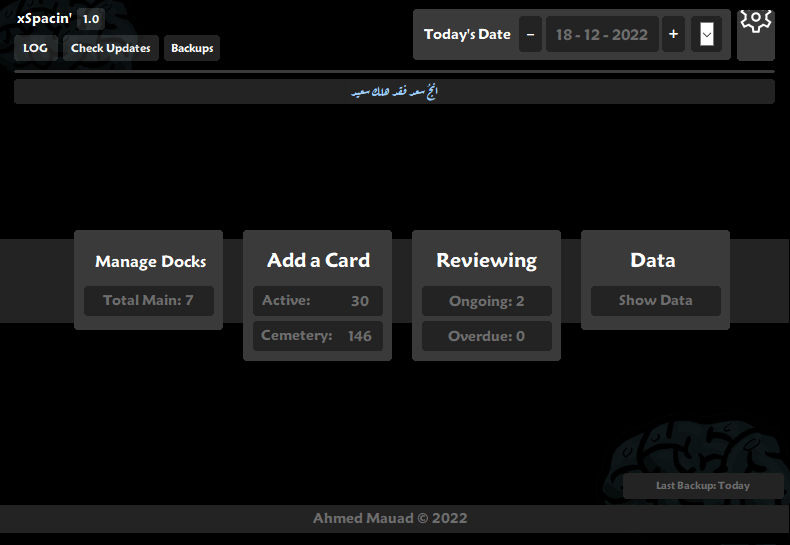 xSpacin' 1.0
LOG Check Updates Backups
Today's Date - 18 - 12 - 2022 +
انْجُ سعد فقد هلك سعيد
Manage Docks
Total Main: 7
Add a Card
Active: 30
Cemetery: 146
Reviewing
Ongoing: 2
Overdue: 0
Data
Show Data
Last Backup: Today
Ahmed Mauad © 2022